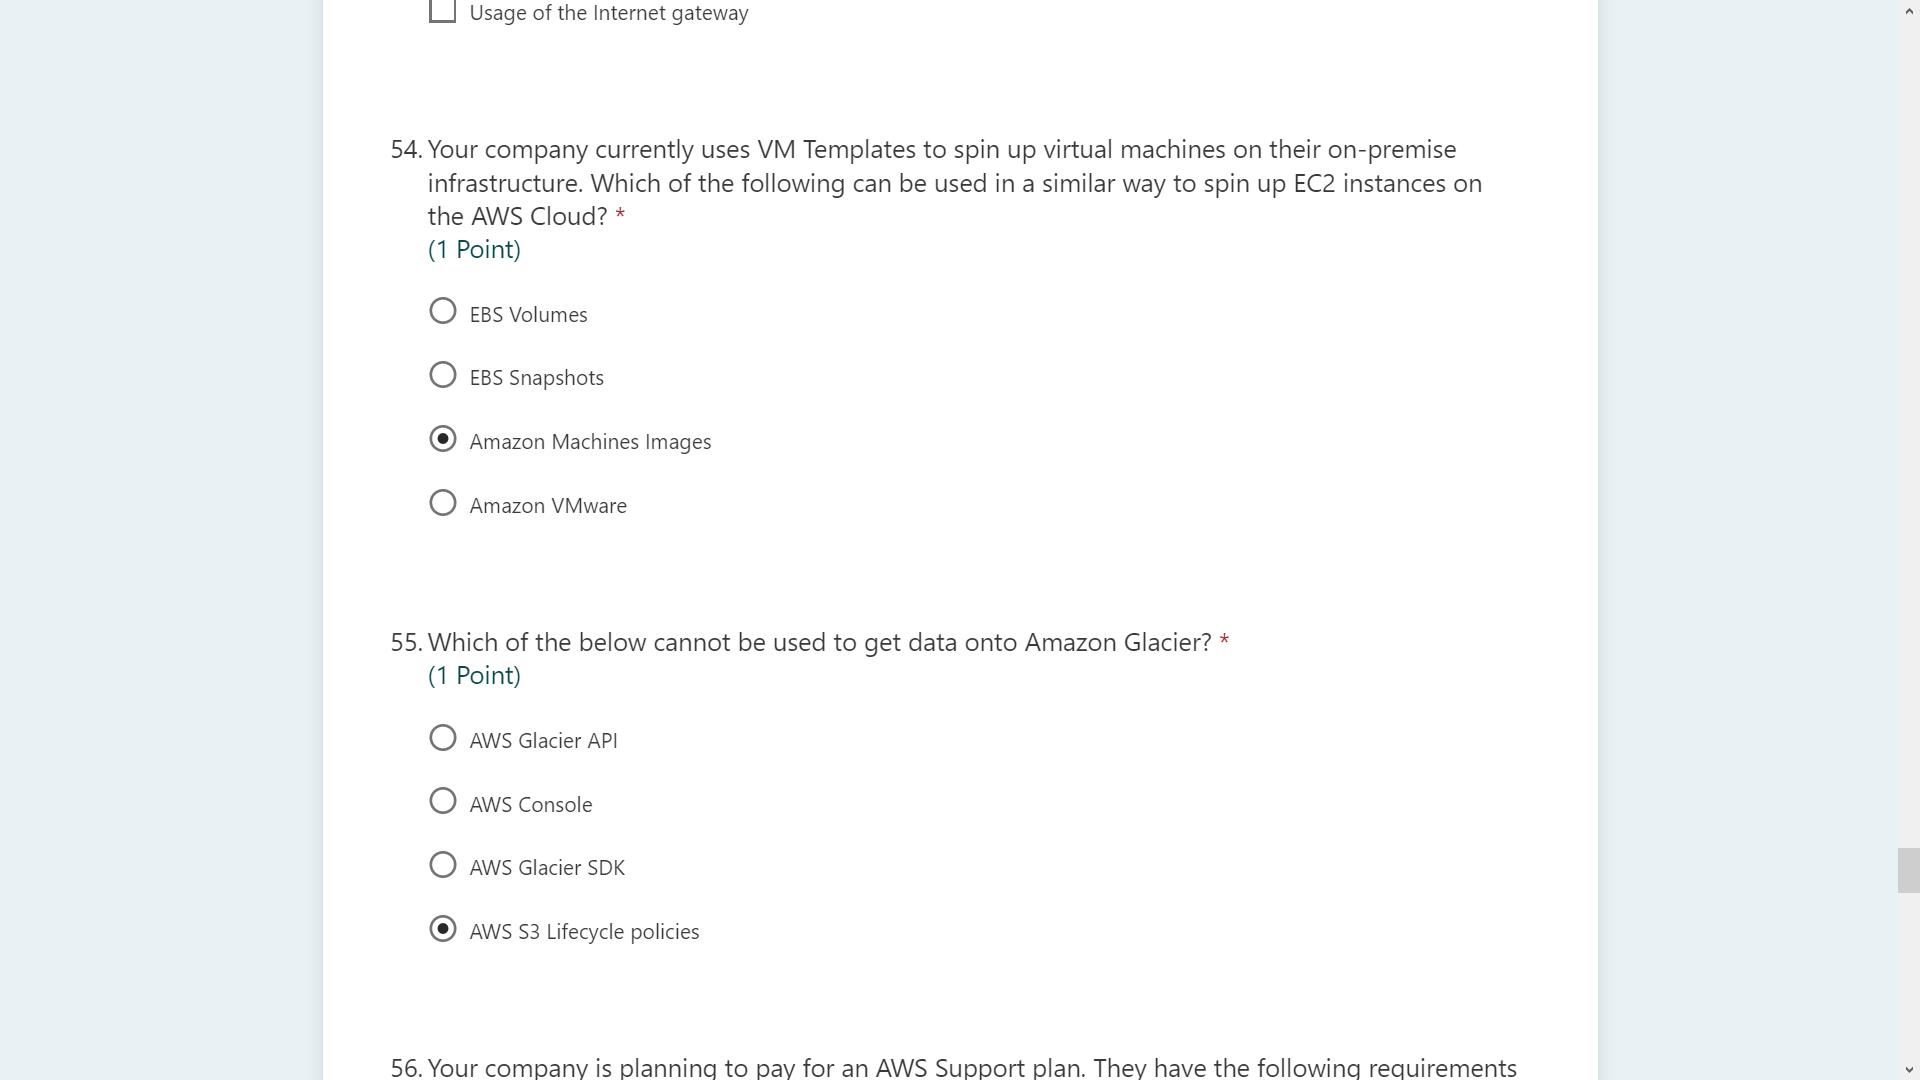 Usage of the Internet gateway
54. Your company currently uses VM Templates to spin up virtual machines on their on-premise
infrastructure. Which of the following can be used in a similar way to spin up EC2 instances on
the AWS Cloud? *
(1 Point)
EBS Volumes
EBS Snapshots
Amazon Machines Images
Amazon VMware
55. Which of the below cannot be used to get data onto Amazon Glacier? *
(1 Point)
AWS Glacier API
AWS Console
AWS Glacier SDK
AWS S3 Lifecycle policies
56. Your company is planning to pay for an AWS Support plan. They have the following requirements